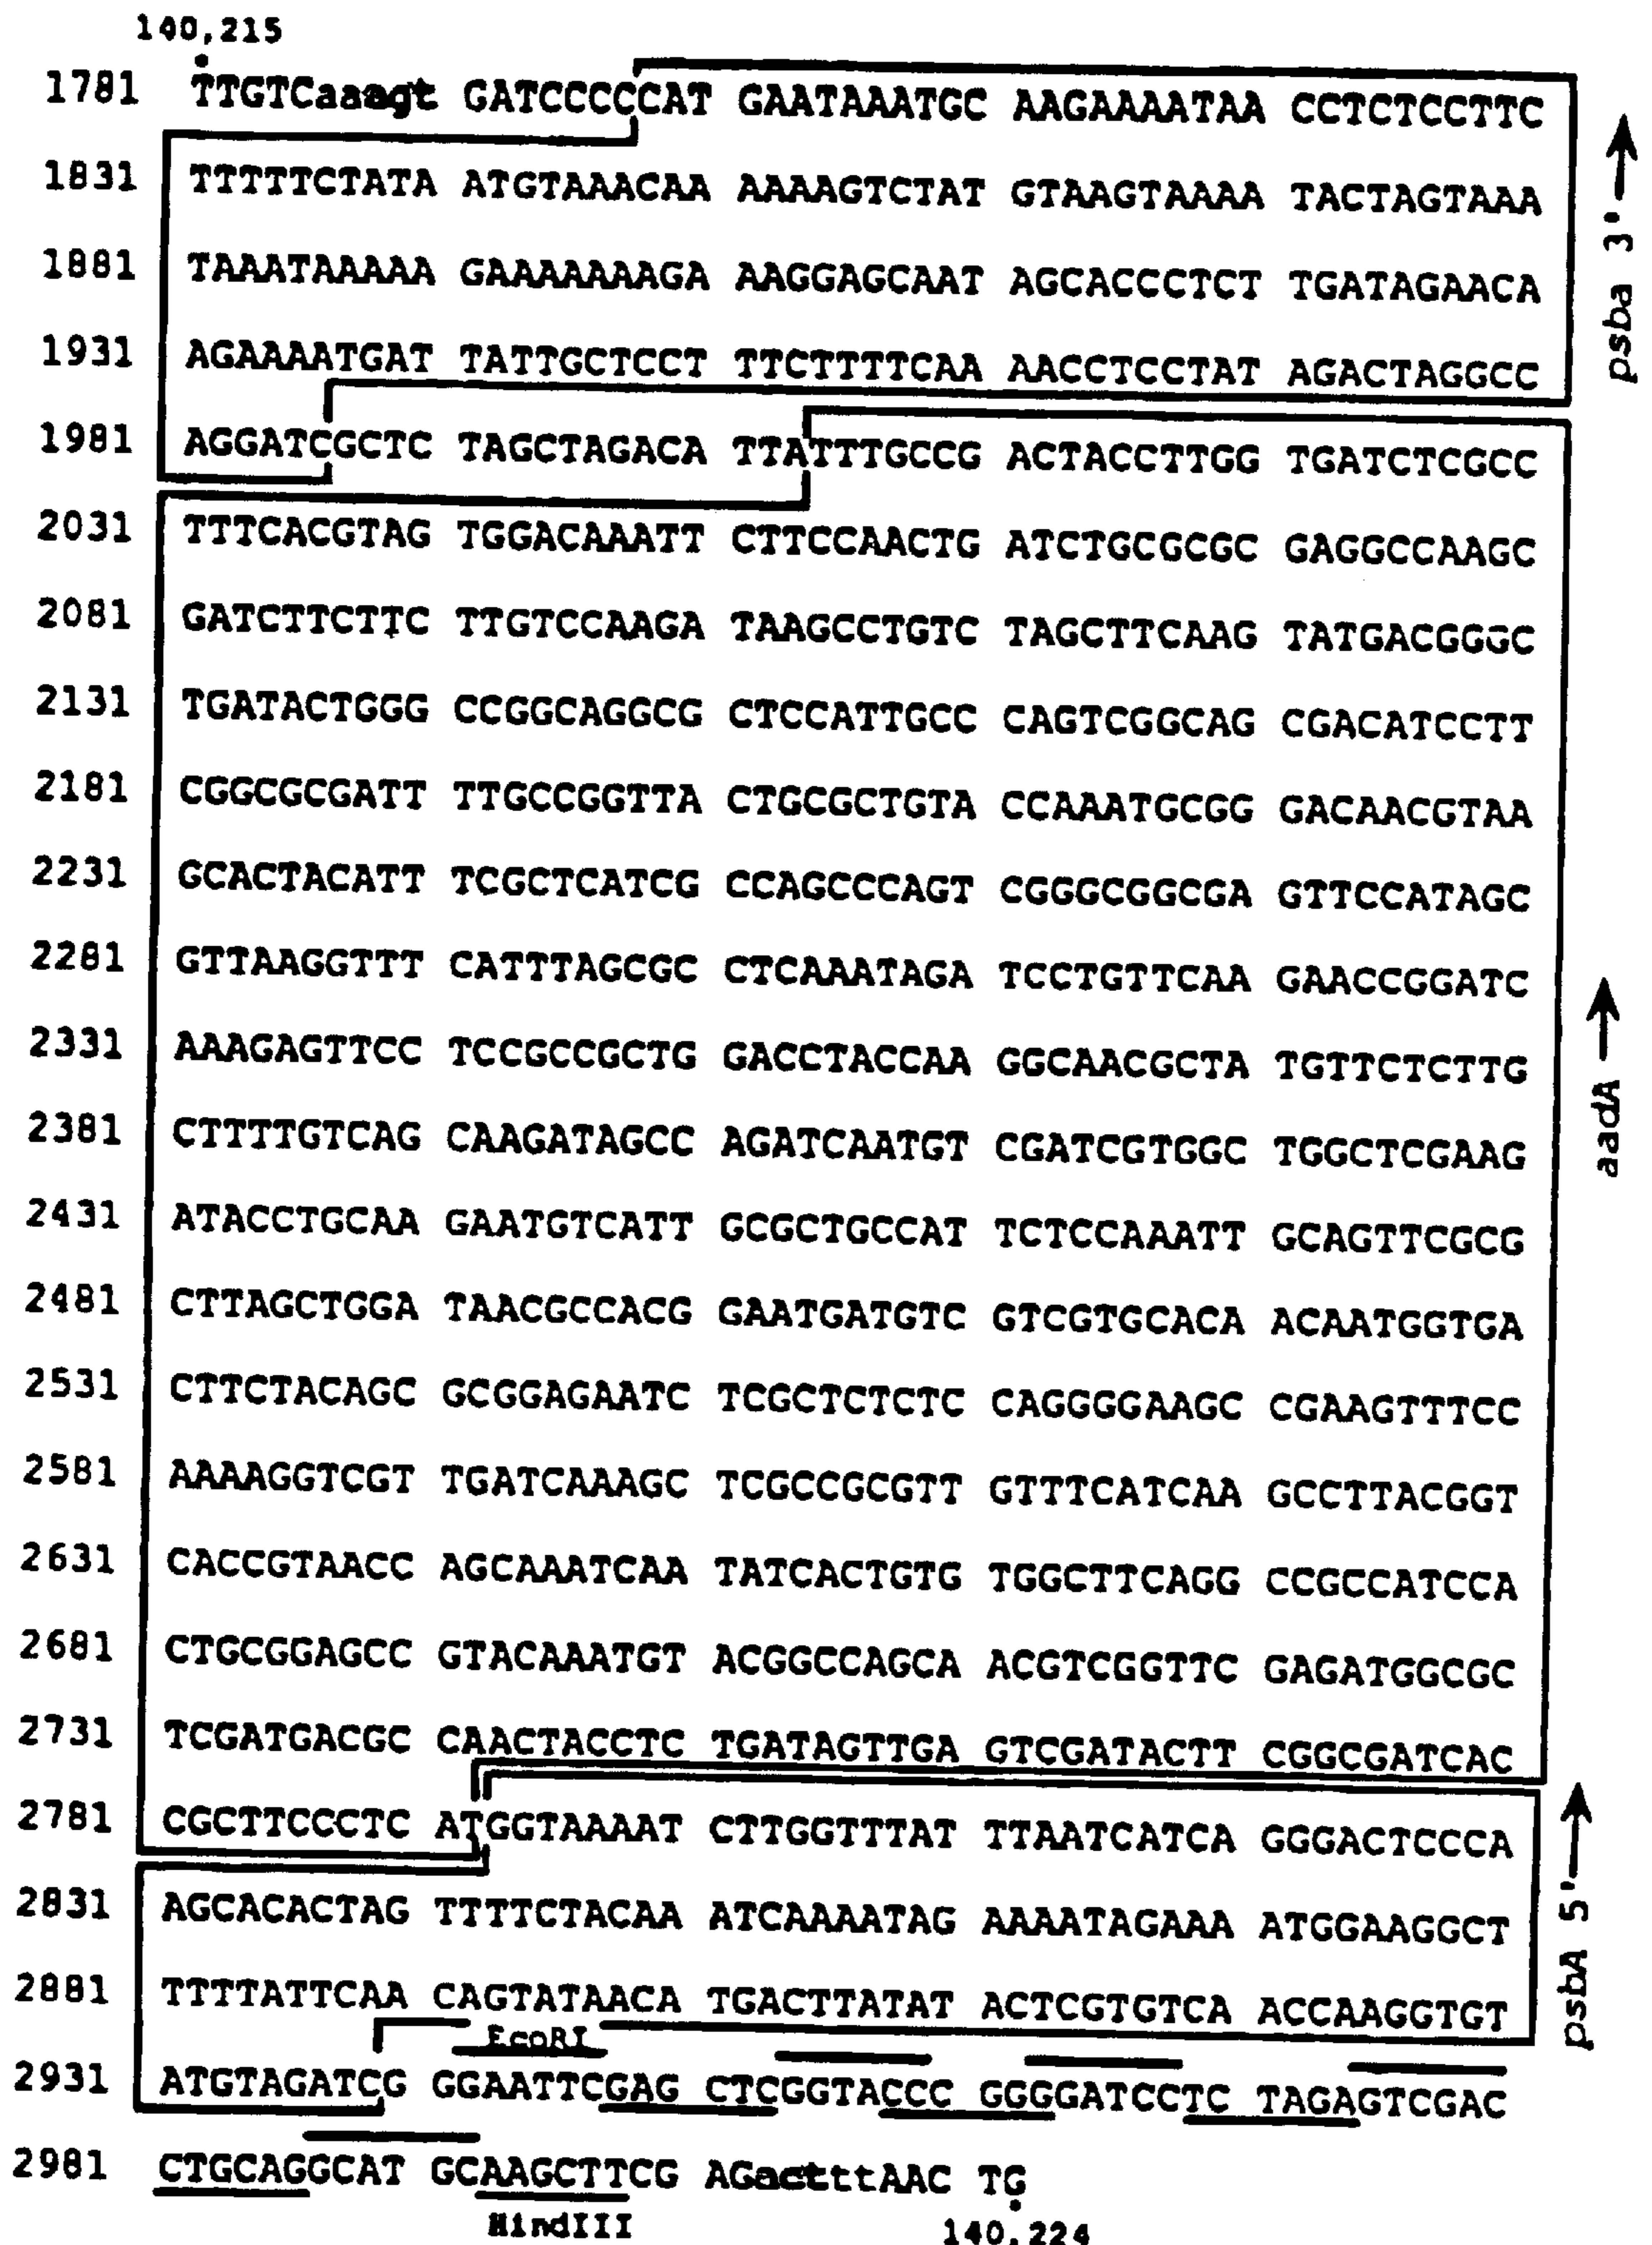 140,215
1781 TTGTCaaagt GATCCCCCAT GAATAAATGC AAGAAAATAA CCTCTCCTTC
1831 TTTTTCTATA ATGTAAACAA AAAAGTCTAT GTAAGTAAAA TACTAGTAAA
1881 TAAATAAAAA GAAAAAAAGA AAGGAGCAAT AGCACCCTCT TGATAGAACA
psba 3'
1931 AGAAAATGAT TATTGCTCCT TTCTTTTCAA AACCTCCTAT AGACTAGGCC
1981 AGGATCGCTC TAGCTAGACA TTATTTGCCG ACTACCTTGG TGATCTCGCC
2031 TTTCACGTAG TGGACAAATT CTTCCAACTG ATCTGCGCGC GAGGCCAAGC
2081 GATCTTCTTC TTGTCCAAGA TAAGCCTGTC TAGCTTCAAG TATGACGGGC
2131 TGATACTGGG CCGGCAGGCG CTCCATTGCC CAGTCGGCAG CGACATCCTT
2181 CGGCGCGATT TTGCCGGTTA CTGCGCTGTA CCAAATGCGG GACAACGTAA
2231 GCACTACATT TCGCTCATCG CCAGCCCAGT CGGGCGGCGA GTTCCATAGC
2281 GTTAAGGTTT CATTTAGCGC CTCAAATAGA TCCTGTTCAA GAACCGGATC
2331 AAAGAGTTCC TCCGCCGCTG GACCTACCAA GGCAACGCTA TGTTCTCTTG
aadA
2381 CTTTTGTCAG CAAGATAGCC AGATCAATGT CGATCGTGGC TGGCTCGAAG
2431 ATACCTGCAA GAATGTCATT GCGCTGCCAT TCTCCAAATT GCAGTTCGCG
2481 CTTAGCTGGA TAACGCCACG GAATGATGTC GTCGTGCACA ACAATGGTGA
2531 CTTCTACAGC GCGGAGAATC TCGCTCTCTC CAGGGGAAGC CGAAGTTTCC
2581 AAAAGGTCGT TGATCAAAGC TCGCCGCGTT GTTTCATCAA GCCTTACGGT
2631 CACCGTAACC AGCAAATCAA TATCACTGTG TGGCTTCAGG CCGCCATCCA
2681 CTGCGGAGCC GTACAAATGT ACGGCCAGCA ACGTCGGTTC GAGATGGCGC
2731 TCGATGACGC CAACTACCTC TGATAGTTGA GTCGATACTT CGGCGATCAC
2781 CGCTTCCCTC ATGGTAAAAT CTTGGTTTAT TTAATCATCA GGGACTCCCA
2831 AGCACACTAG TTTTCTACAA ATCAAAATAG AAAATAGAAA ATGGAAGGCT
psbA 5'
2881 TTTTATTCAA CAGTATAACA TGACTTATAT ACTCGTGTCA ACCAAGGTGT
EcoRI
2931 ATGTAGATCG GGAATTCGAG CTCGGTACCC GGGGATCCTC TAGAGTCGAC
2981 CTGCAGGCAT GCAAGCTTCG AGactttAAC TG
HindIII
140,224